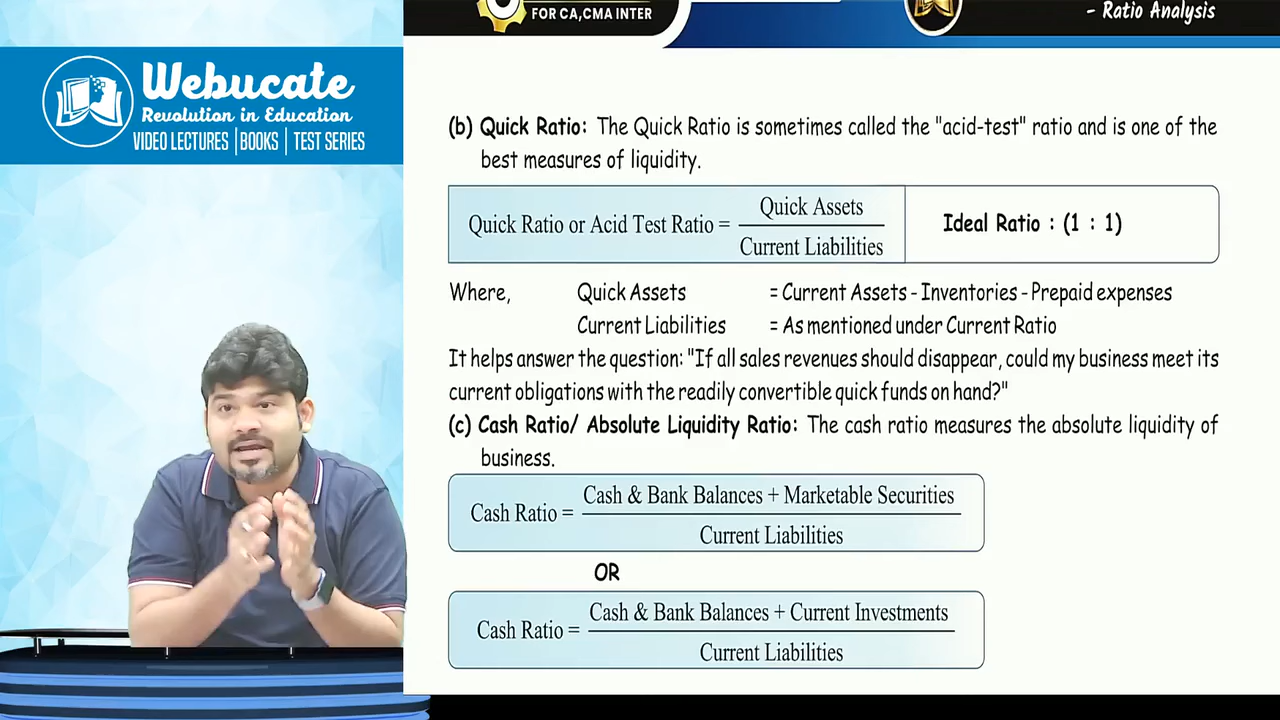 FOR CA,CMA INTER
- Ratio Analysis
Webucate
Revolution in Education
VIDEO LECTURES | BOOKS | TEST SERIES
(b) Quick Ratio: The Quick Ratio is sometimes called the "acid-test" ratio and is one of the
best measures of liquidity.
Quick Ratio or Acid Test Ratio = Quick Assets
Current Liabilities
Ideal Ratio : (1 : 1)
Where, Quick Assets = Current Assets - Inventories - Prepaid expenses
Current Liabilities = As mentioned under Current Ratio
It helps answer the question: "If all sales revenues should disappear, could my business meet its
current obligations with the readily convertible quick funds on hand?"
(c) Cash Ratio/ Absolute Liquidity Ratio: The cash ratio measures the absolute liquidity of
business.
Cash Ratio = Cash & Bank Balances + Marketable Securities
Current Liabilities
OR
Cash Ratio = Cash & Bank Balances + Current Investments
Current Liabilities